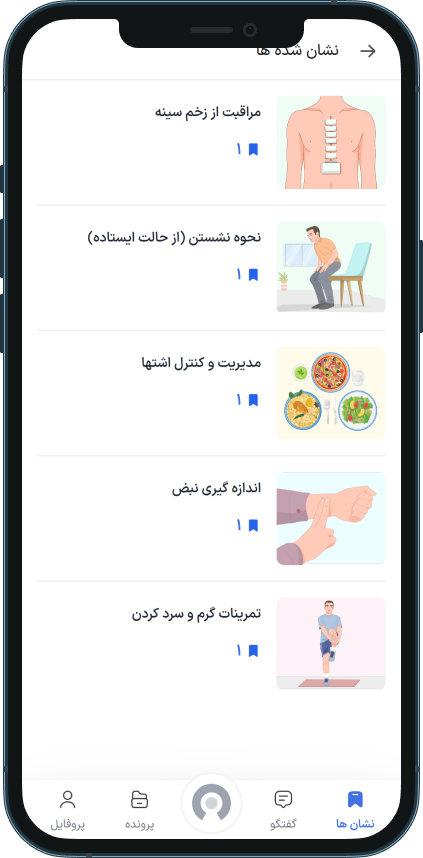 نشان شده ها
مراقبت از زخم سینه
۱
نحوه نشستن (از حالت ایستاده)
۱
مدیریت و کنترل اشتها
۱
اندازه گیری نبض
۱
تمرینات گرم و سرد کردن
۱
نشان ها
گفتگو
پرونده
پروفایل